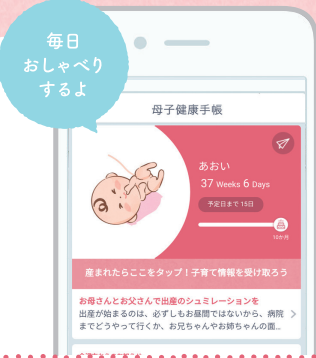 毎日
おしゃべり
するよ
母子健康手帳
あおい
37 Weeks 6 Days
予定日まで 15日
10か月
産まれたらここをタップ！子育て情報を受け取ろう
お母さんとお父さんで出産のシュミレーションを
出産が始まるのは、必ずしもお昼間ではないから、病院
までどうやって行くか、お兄ちゃんやお姉ちゃんの面...